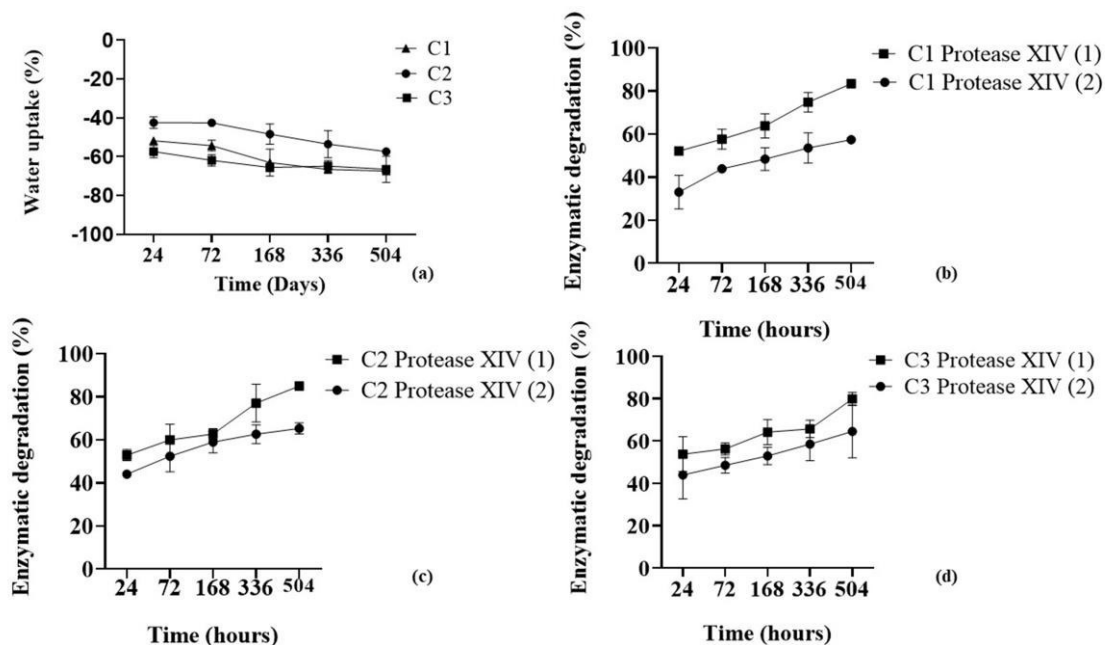 Water uptake (%)
-0
-20
-40
-60
-80
-100
24 72 168 336 504
Time (Days)
C1
C2
C3
(a)
Enzymatic degradation (%)
100
80
60
40
20
0
24 72 168 336 504
Time (hours)
C1 Protease XIV (1)
C1 Protease XIV (2)
(b)
Enzymatic degradation (%)
100
80
60
40
20
0
24 72 168 336 504
Time (hours)
C2 Protease XIV (1)
C2 Protease XIV (2)
(c)
Enzymatic degradation (%)
100
80
60
40
20
0
24 72 168 336 504
Time (hours)
C3 Protease XIV (1)
C3 Protease XIV (2)
(d)